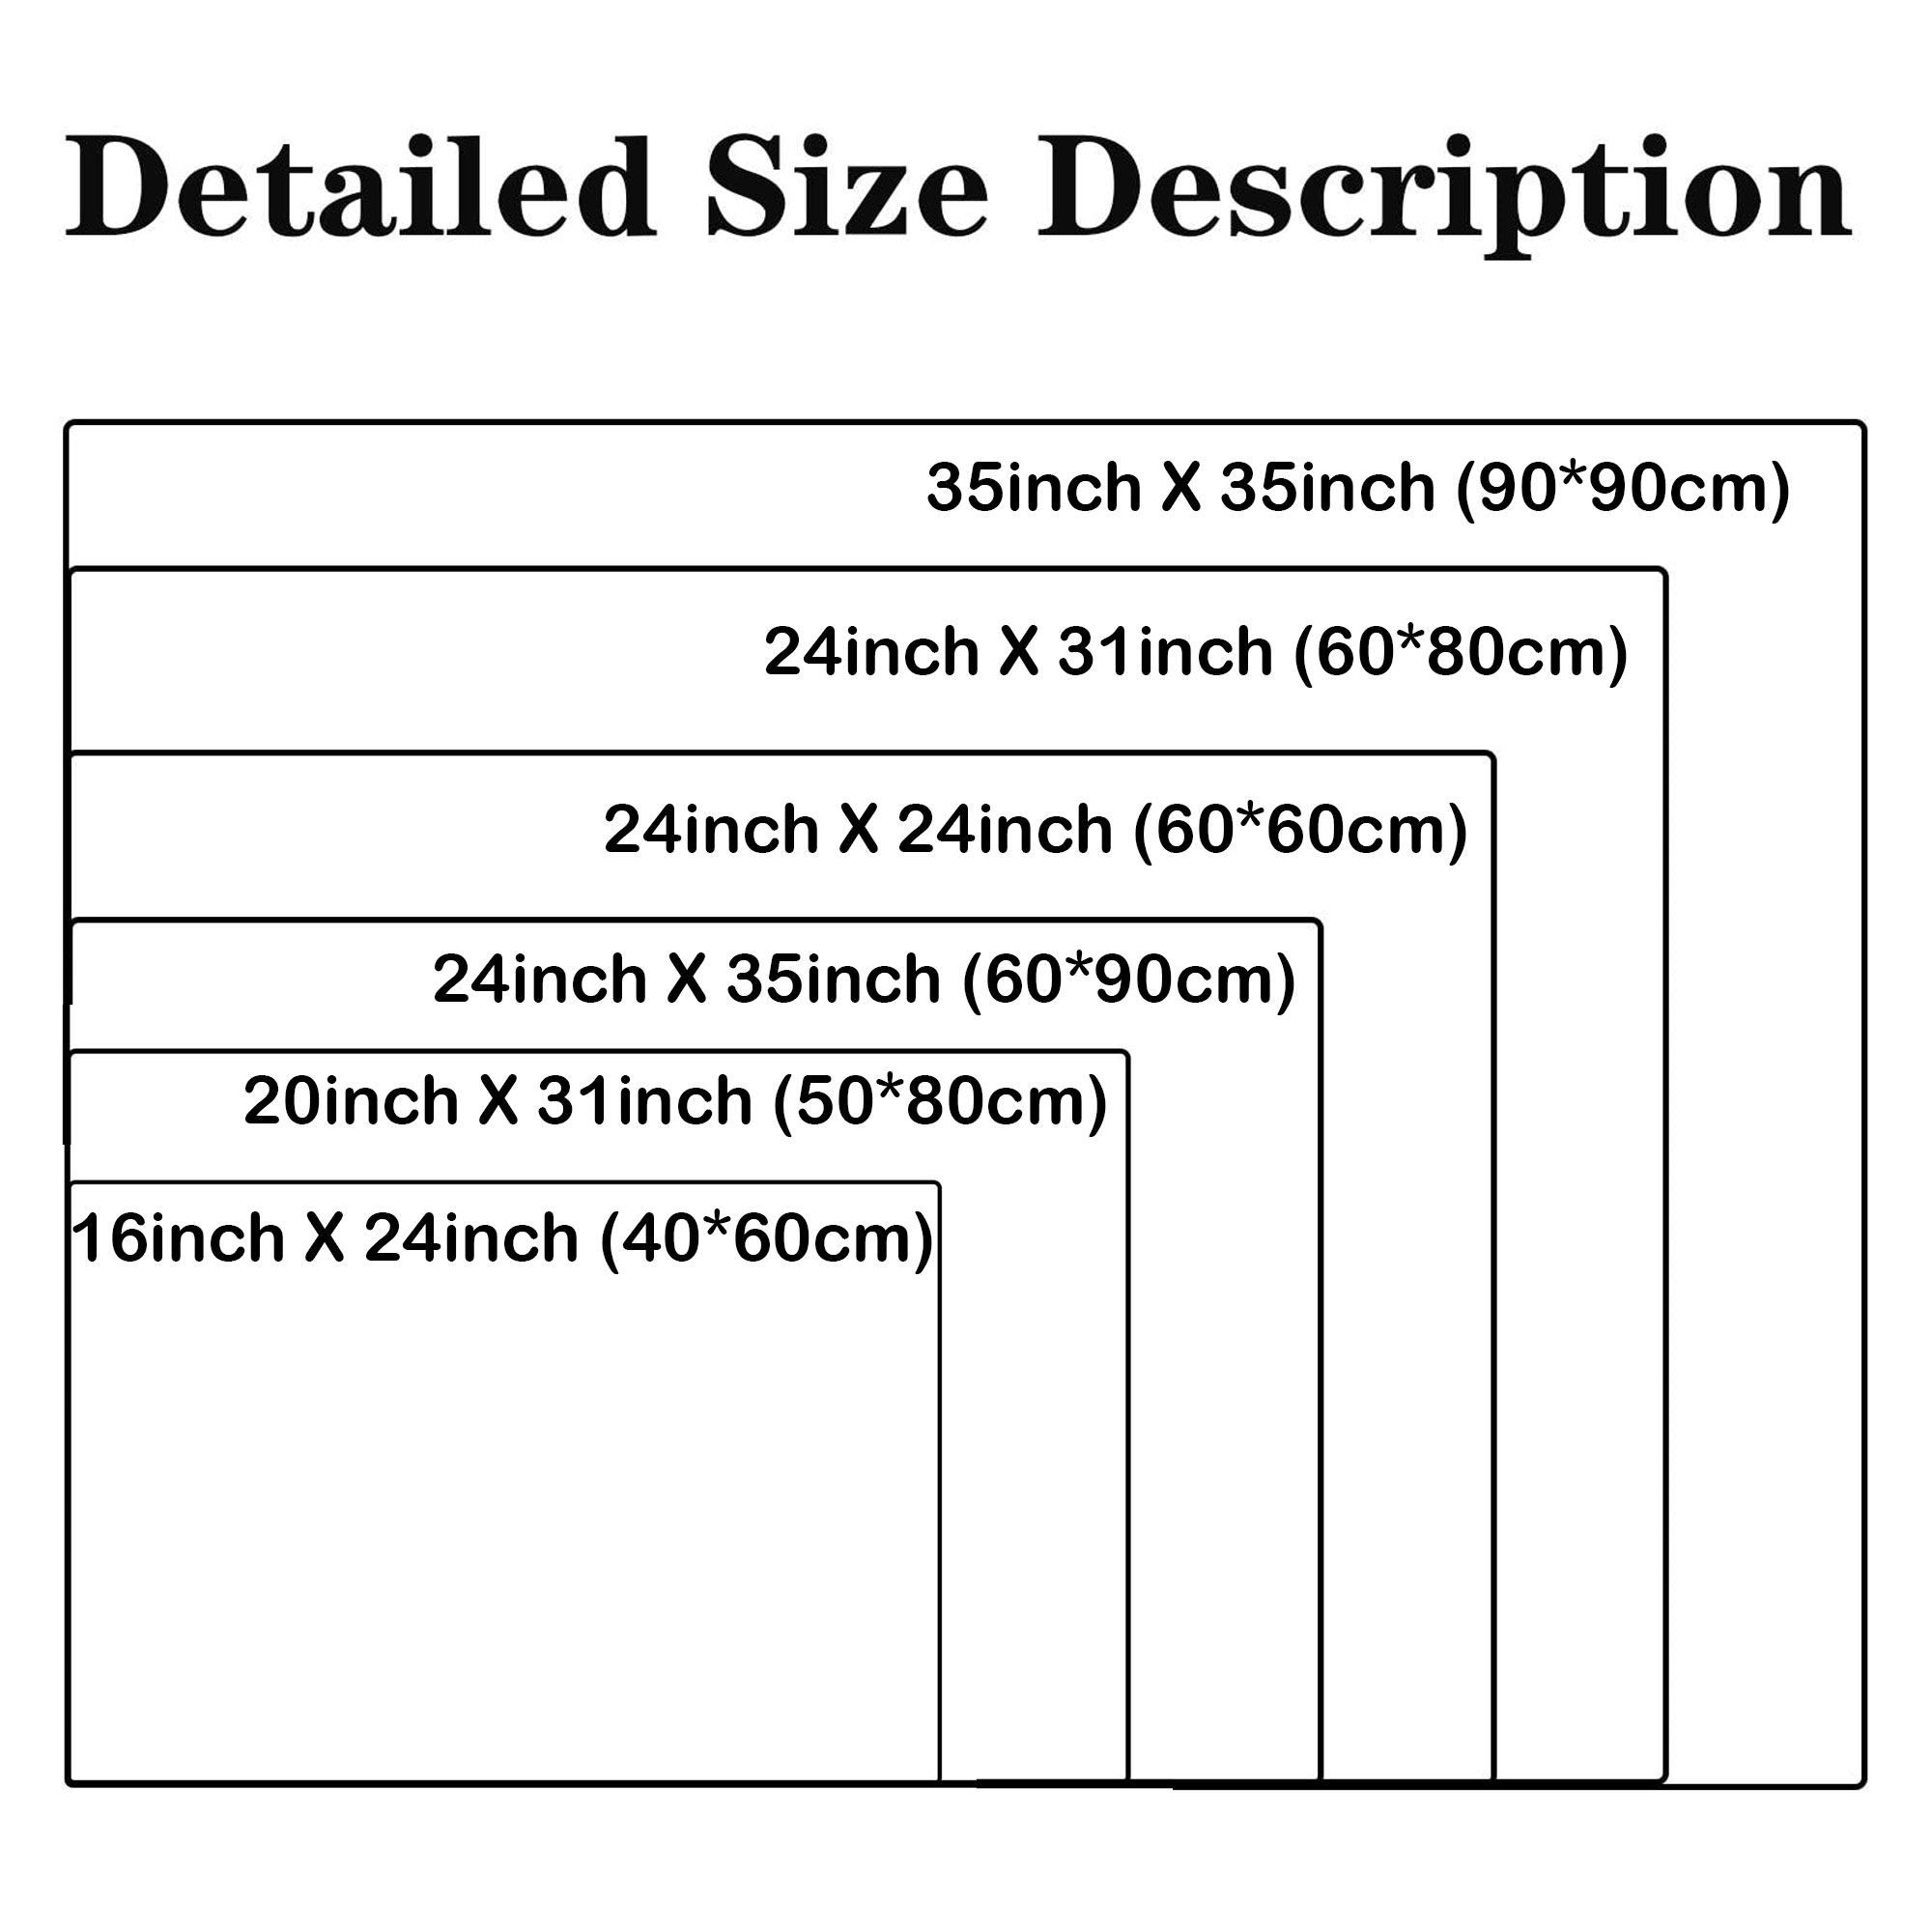 Detailed Size Description
35inch X 35inch (90*90cm)
24inch X 31inch (60*80cm)
24inch X 24inch (60*60cm)
24inch X 35inch (60*90cm)
20inch X 31inch (50*80cm)
16inch X 24inch (40*60cm)